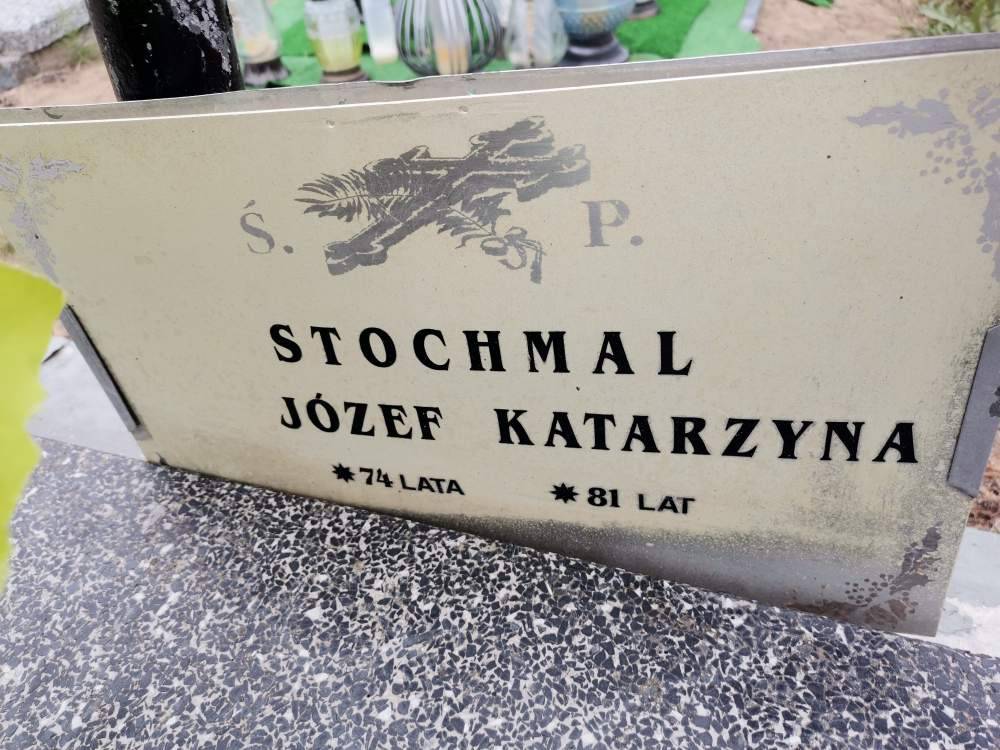 Ś. P.
STOCHMAL
JÓZEF KATARZYNA
*74 LATA *81 LAT